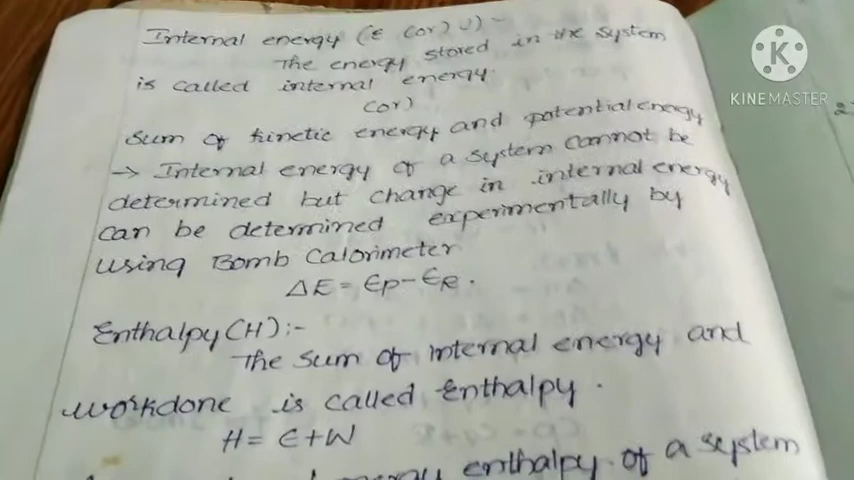 Internal energy (E (or) U) -
The energy stored in the system
is called internal energy.
(or)
Sum of kinetic energy and potential energy
→ Internal energy of a system cannot be
determined but change in internal energy
can be determined experimentally by
using Bomb Calorimeter
ΔE = EP - ER.
Enthalpy (H) :-
The sum of internal energy and
workdone is called Enthalpy.
H = E + W
energy enthalpy of a system
K
KINEMASTER